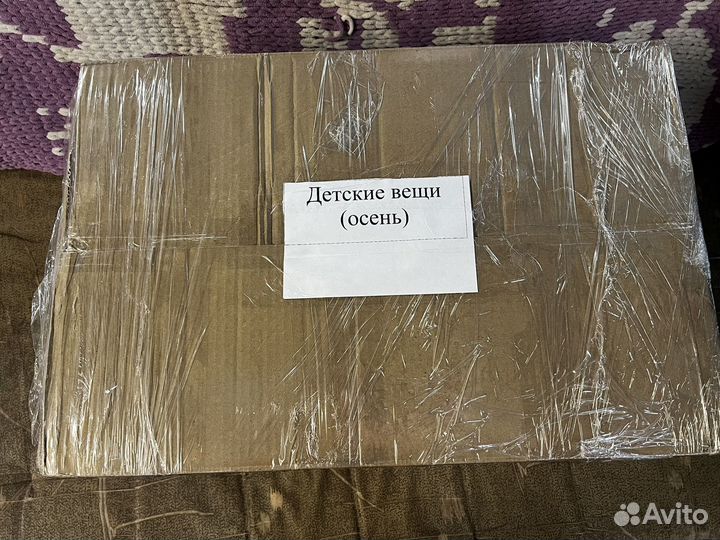 Детские вещи
(осень)
Avito